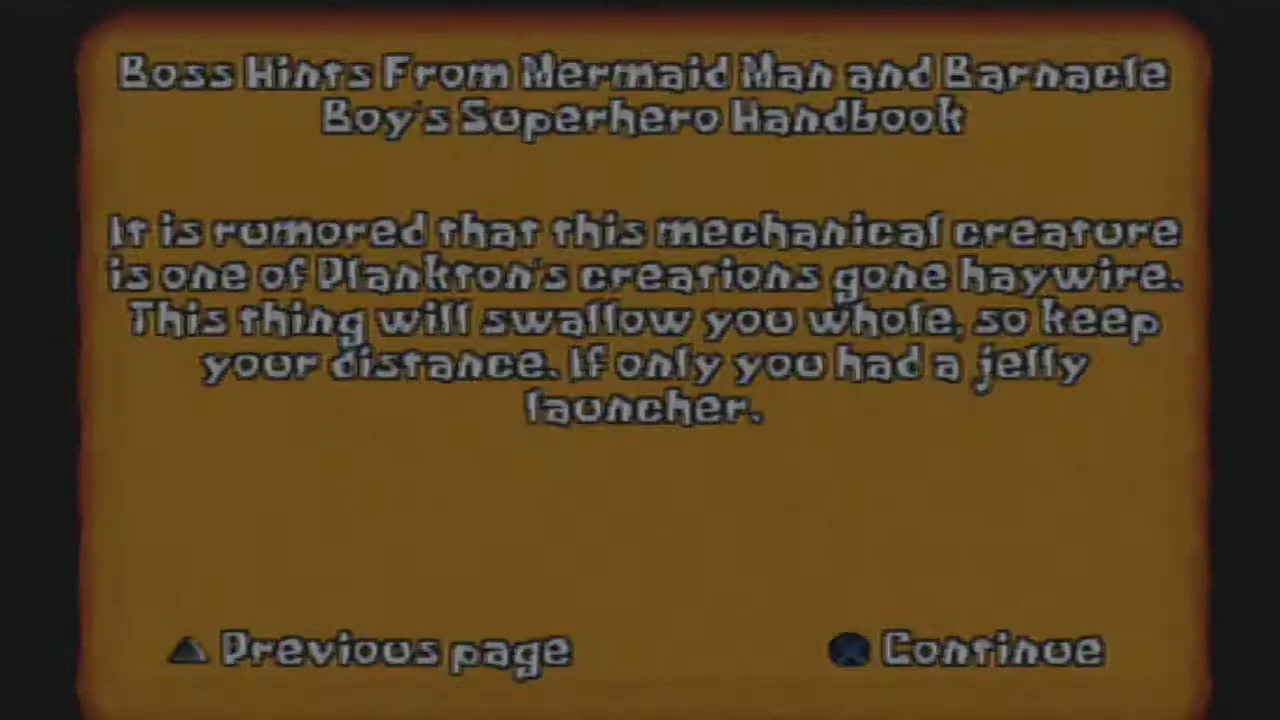 Boss Hints From Mermaid Man and Barnacle
Boy's Superhero Handbook
It is rumored that this mechanical creature
is one of Plankton's creations gone haywire.
This thing will swallow you whole, so keep
your distance. If only you had a jelly
launcher.
Previous page
Continue